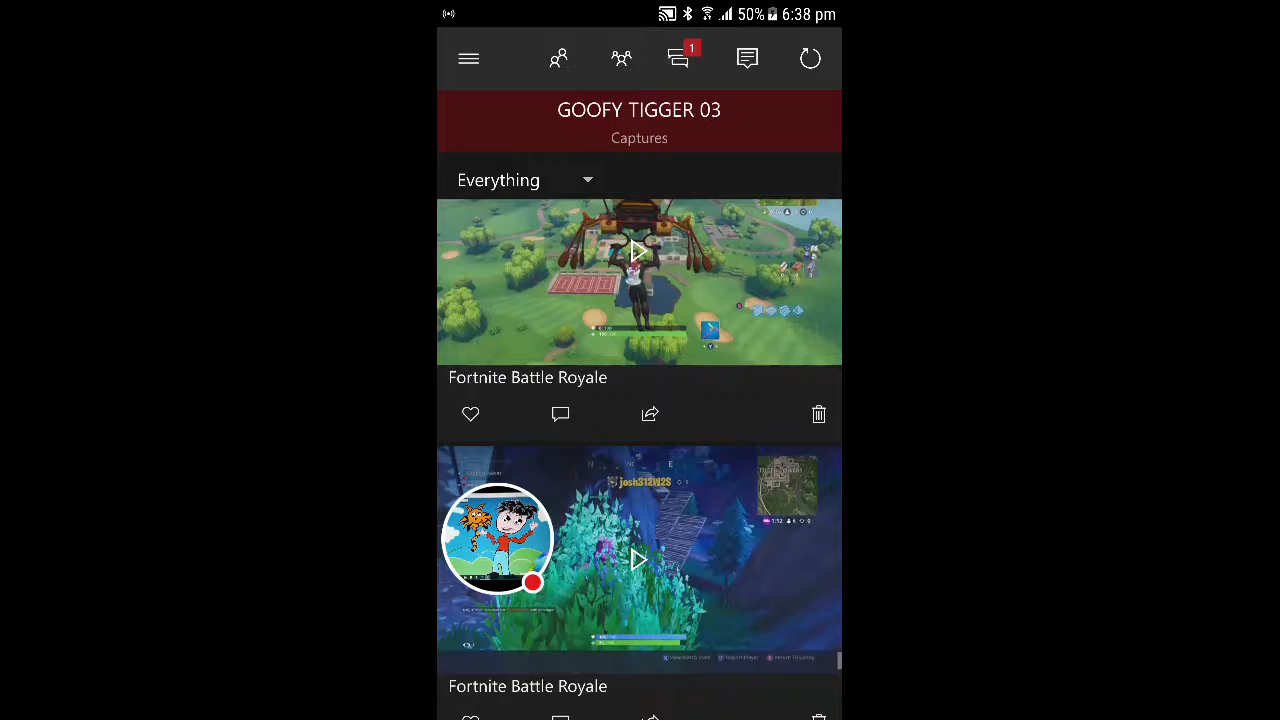 50% 6:38 pm
1
GOOFY TIGGER 03
Captures
Everything
Fortnite Battle Royale
josh312W2S
Fortnite Battle Royale